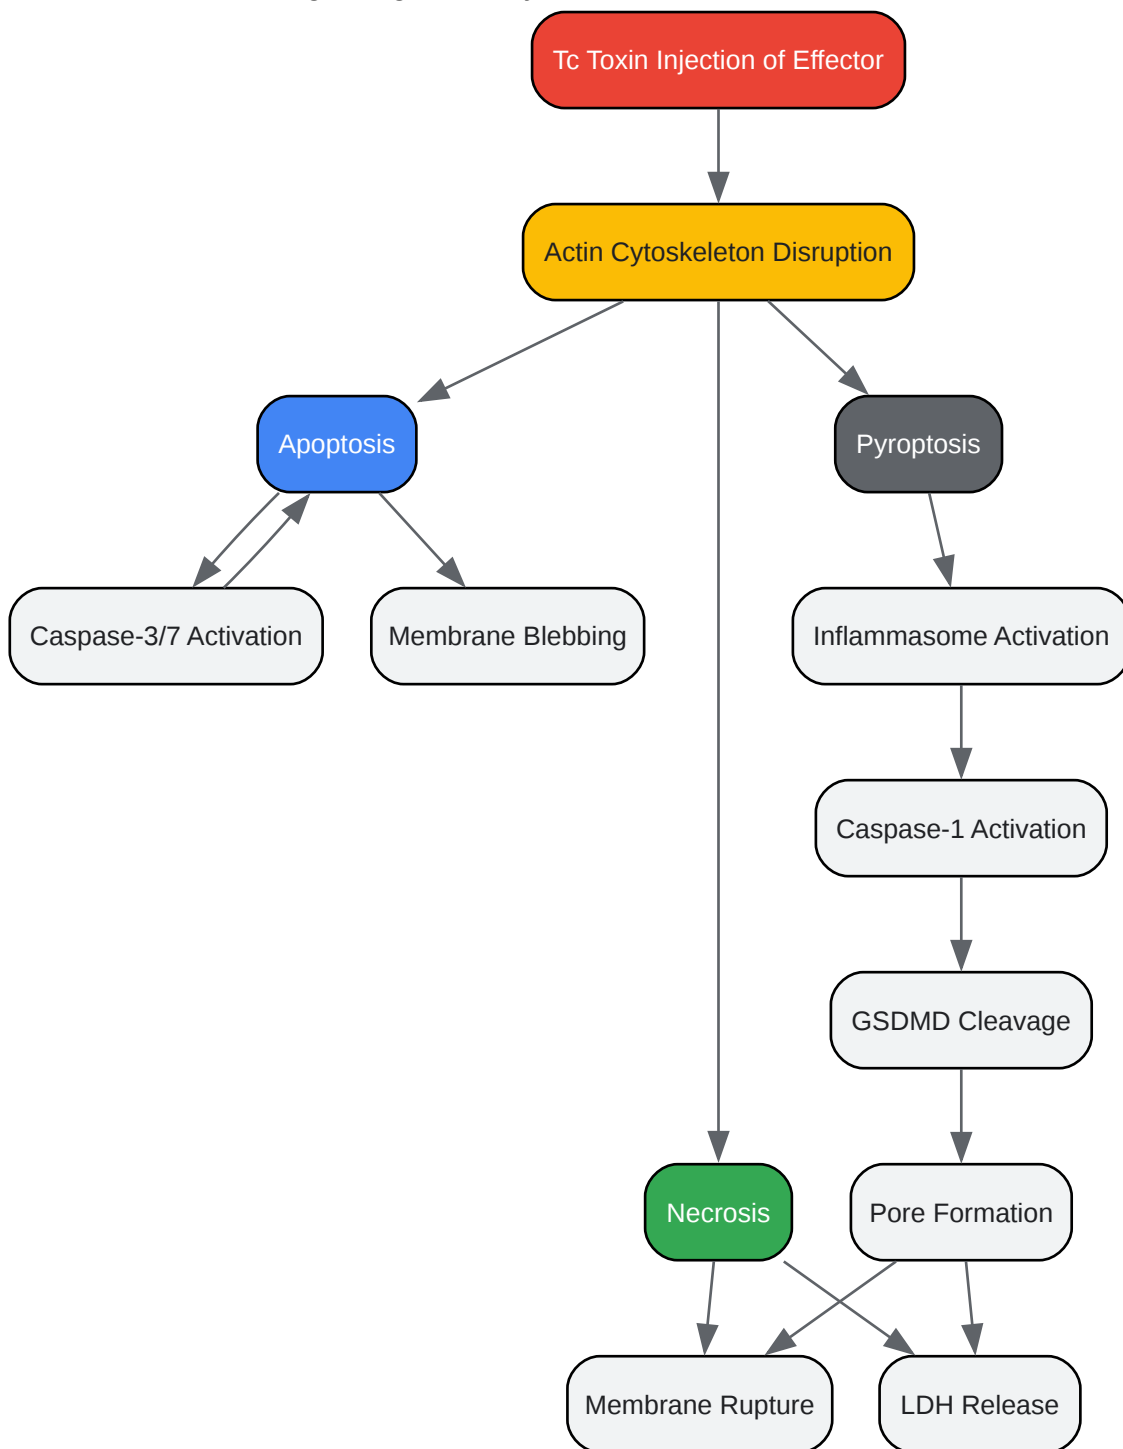 Tc Toxin Injection of Effector
Actin Cytoskeleton Disruption
Apoptosis
Pyroptosis
Caspase-3/7 Activation
Membrane Blebbing
Inflammasome Activation
Caspase-1 Activation
GSDMD Cleavage
Necrosis
Pore Formation
Membrane Rupture
LDH Release